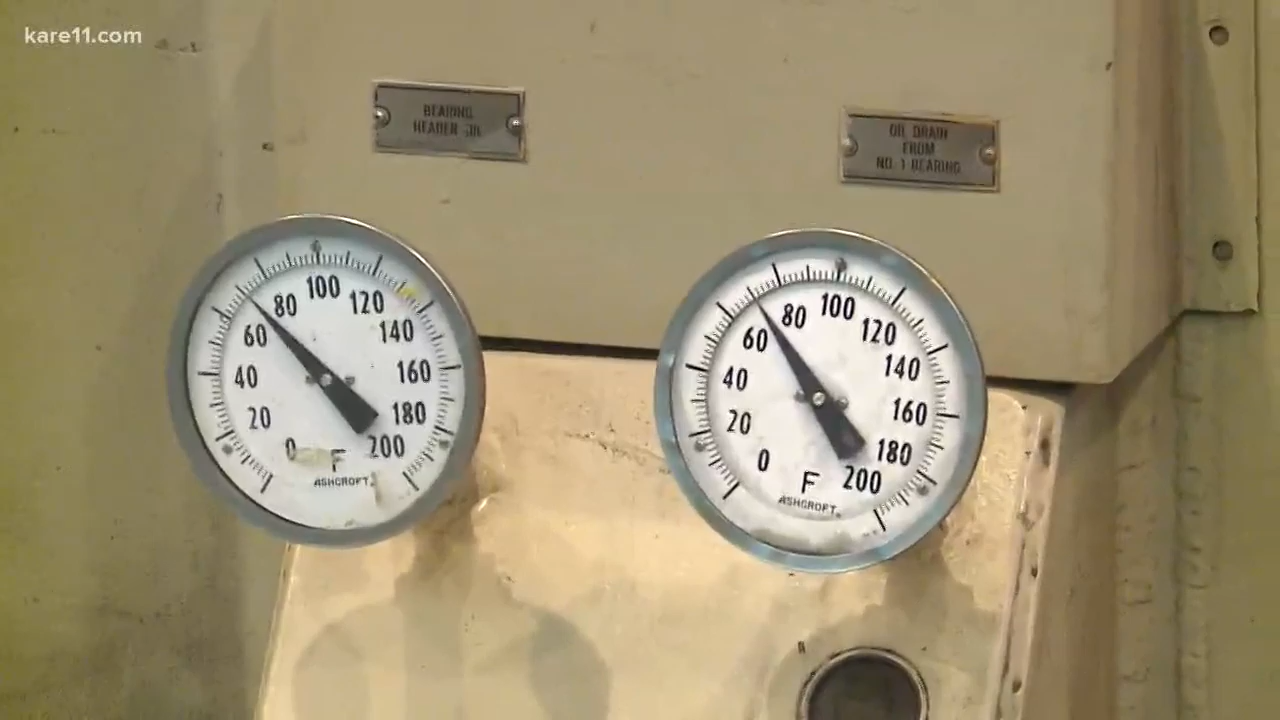 kare11.com
BEARING
HEADER OIL
OIL DRAIN
FROM
NO. 1 BEARING
0
20
40
60
80
100
120
140
160
180
200
F
ASHCROFT
0
20
40
60
80
100
120
140
160
180
200
F
ASHCROFT